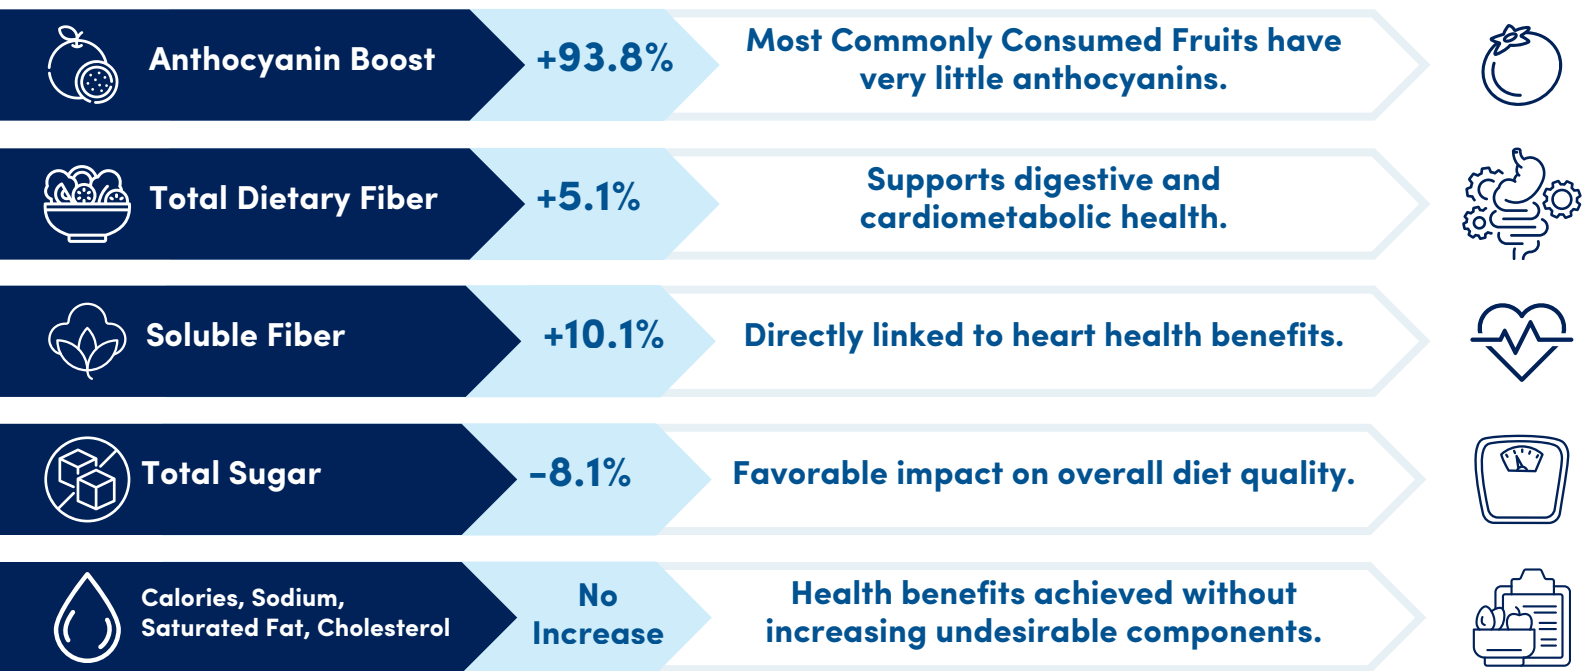 Anthocyanin Boost
+93.8%
Most Commonly Consumed Fruits have
very little anthocyanins.
Total Dietary Fiber
+5.1%
Supports digestive and
cardiometabolic health.
Soluble Fiber
+10.1%
Directly linked to heart health benefits.
Total Sugar
-8.1%
Favorable impact on overall diet quality.
Calories, Sodium,
Saturated Fat, Cholesterol
No
Increase
Health benefits achieved without
increasing undesirable components.